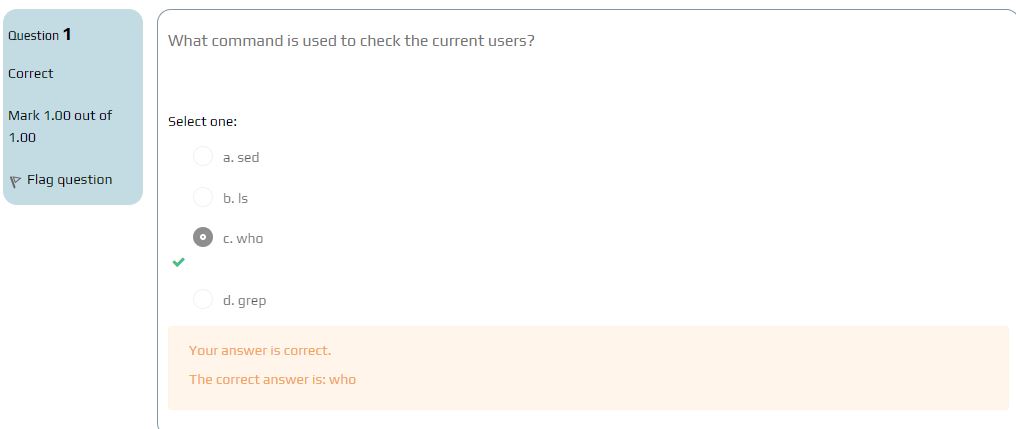 Question 1
Correct
Mark 1.00 out of
1.00
Flag question
What command is used to check the current users?
Select one:
a. sed
b. ls
c. who
d. grep
Your answer is correct.
The correct answer is: who